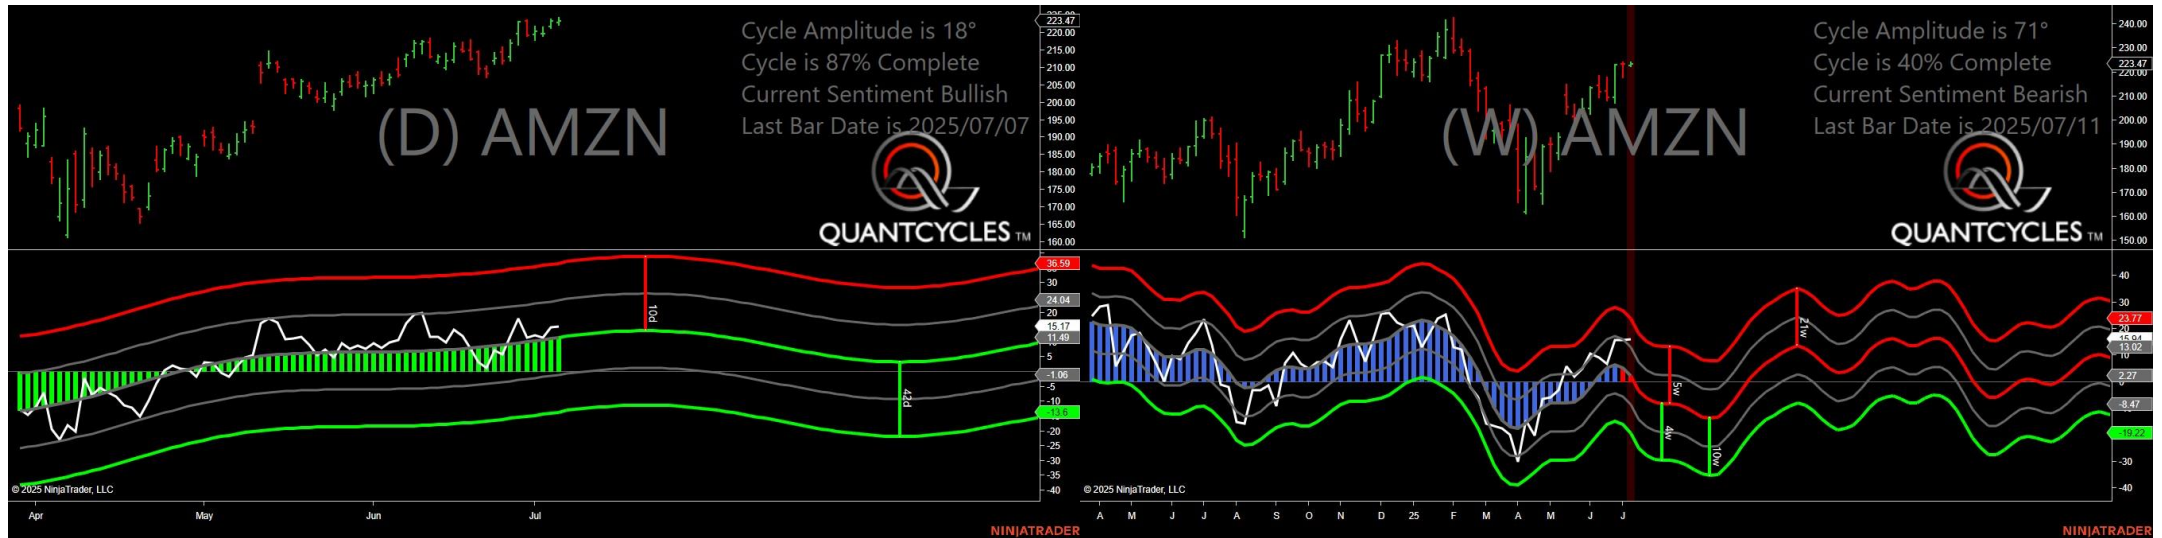 225.00
223.47
220.00
215.00
210.00
205.00
200.00
195.00
190.00
185.00
180.00
175.00
170.00
165.00
160.00
Cycle Amplitude is 18°
Cycle is 87% Complete
Current Sentiment Bullish
Last Bar Date is 2025/07/07
(D) AMZN
QUANTCYCLES TM
36.59
30
24.04
20
15.17
11.49
5
-1.06
-5
-10
-13.6
-20
-25
-30
-35
-40
10d
42d
© 2025 NinjaTrader, LLC
Apr May Jun Jul
NINJATRADER
Cycle Amplitude is 71°
Cycle is 40% Complete
Current Sentiment Bearish
Last Bar Date is 2025/07/11
(W) AMZN
QUANTCYCLES TM
240.00
230.00
223.47
220.00
210.00
200.00
190.00
180.00
170.00
160.00
150.00
40
30
23.77
20
15.94
13.02
10
2.27
-8.47
-19.22
-30
-40
5w
4w
10w
21w
© 2025 NinjaTrader, LLC
A M J J A S O N D 25 F M A M J J
NINJATRADER